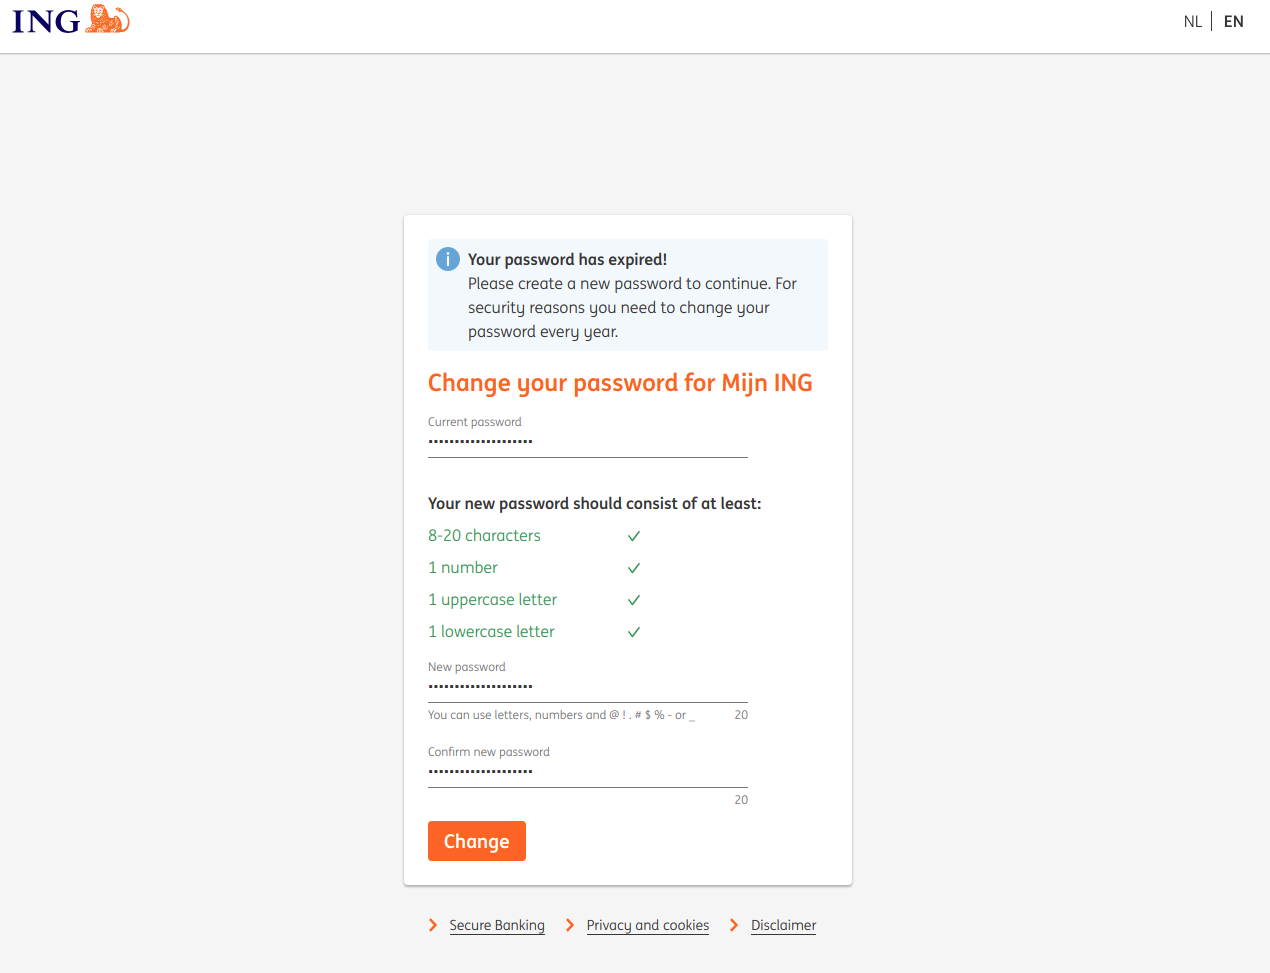 ING
NL | EN
Your password has expired!
Please create a new password to continue. For
security reasons you need to change your
password every year.
Change your password for Mijn ING
Current password
••••••••••••••••••••
Your new password should consist of at least:
8-20 characters
1 number
1 uppercase letter
1 lowercase letter
New password
••••••••••••••••••••
You can use letters, numbers and @ ! . # $ % - or _ 20
Confirm new password
••••••••••••••••••••
20
Change
Secure Banking Privacy and cookies Disclaimer